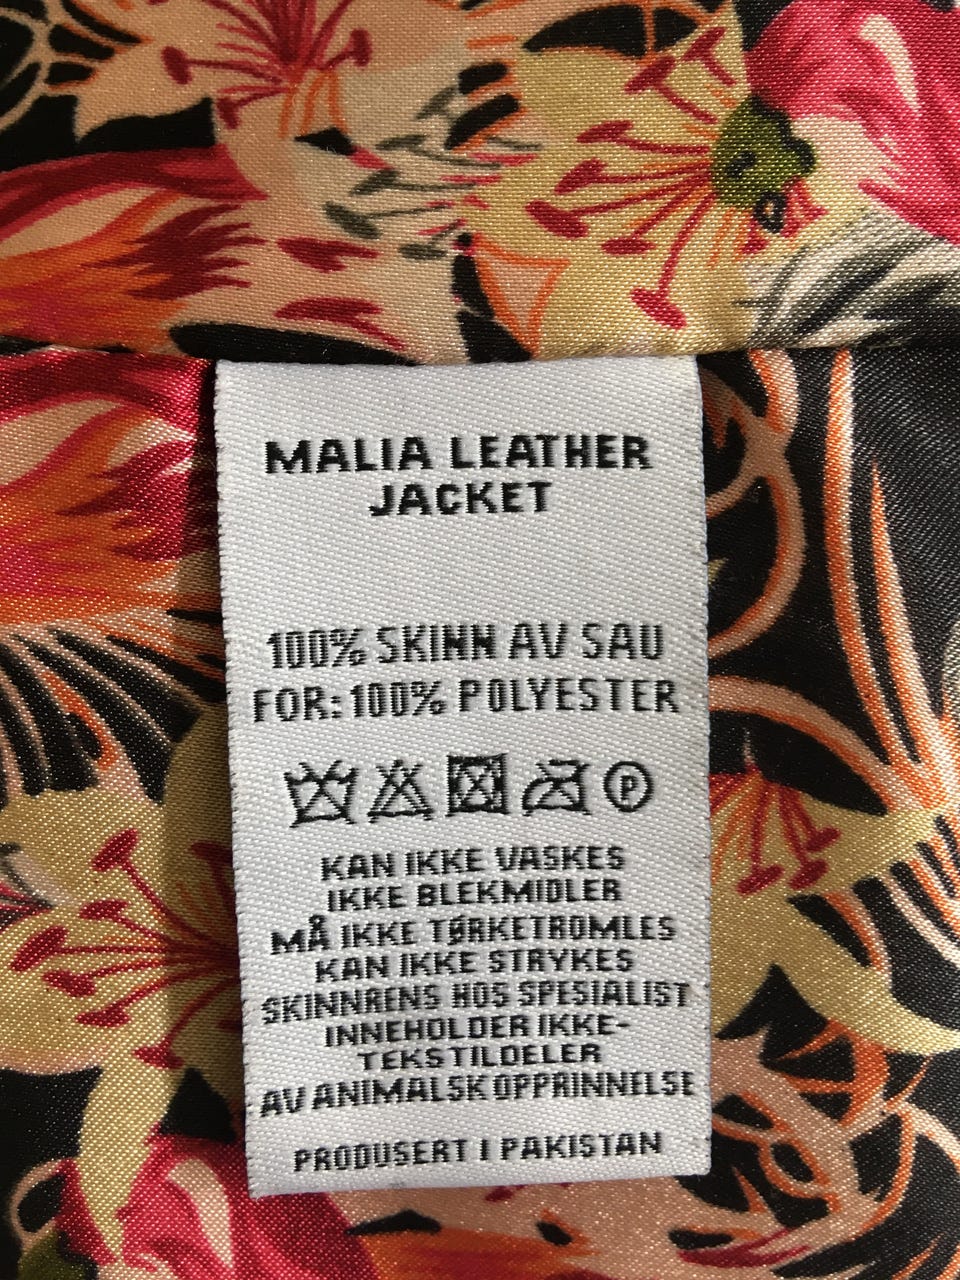 MALIA LEATHER
JACKET
100% SKINN AV SAU
FOR: 100% POLYESTER
P
KAN IKKE VASKES
IKKE BLEKMIDLER
MÅ IKKE TØRKETROMLES
KAN IKKE STRYKES
SKINNRENS HOS SPESIALIST
INNEHOLDER IKKE-
TEKSTILDELER
AV ANIMALSK OPPRINNELSE
PRODUSERT I PAKISTAN